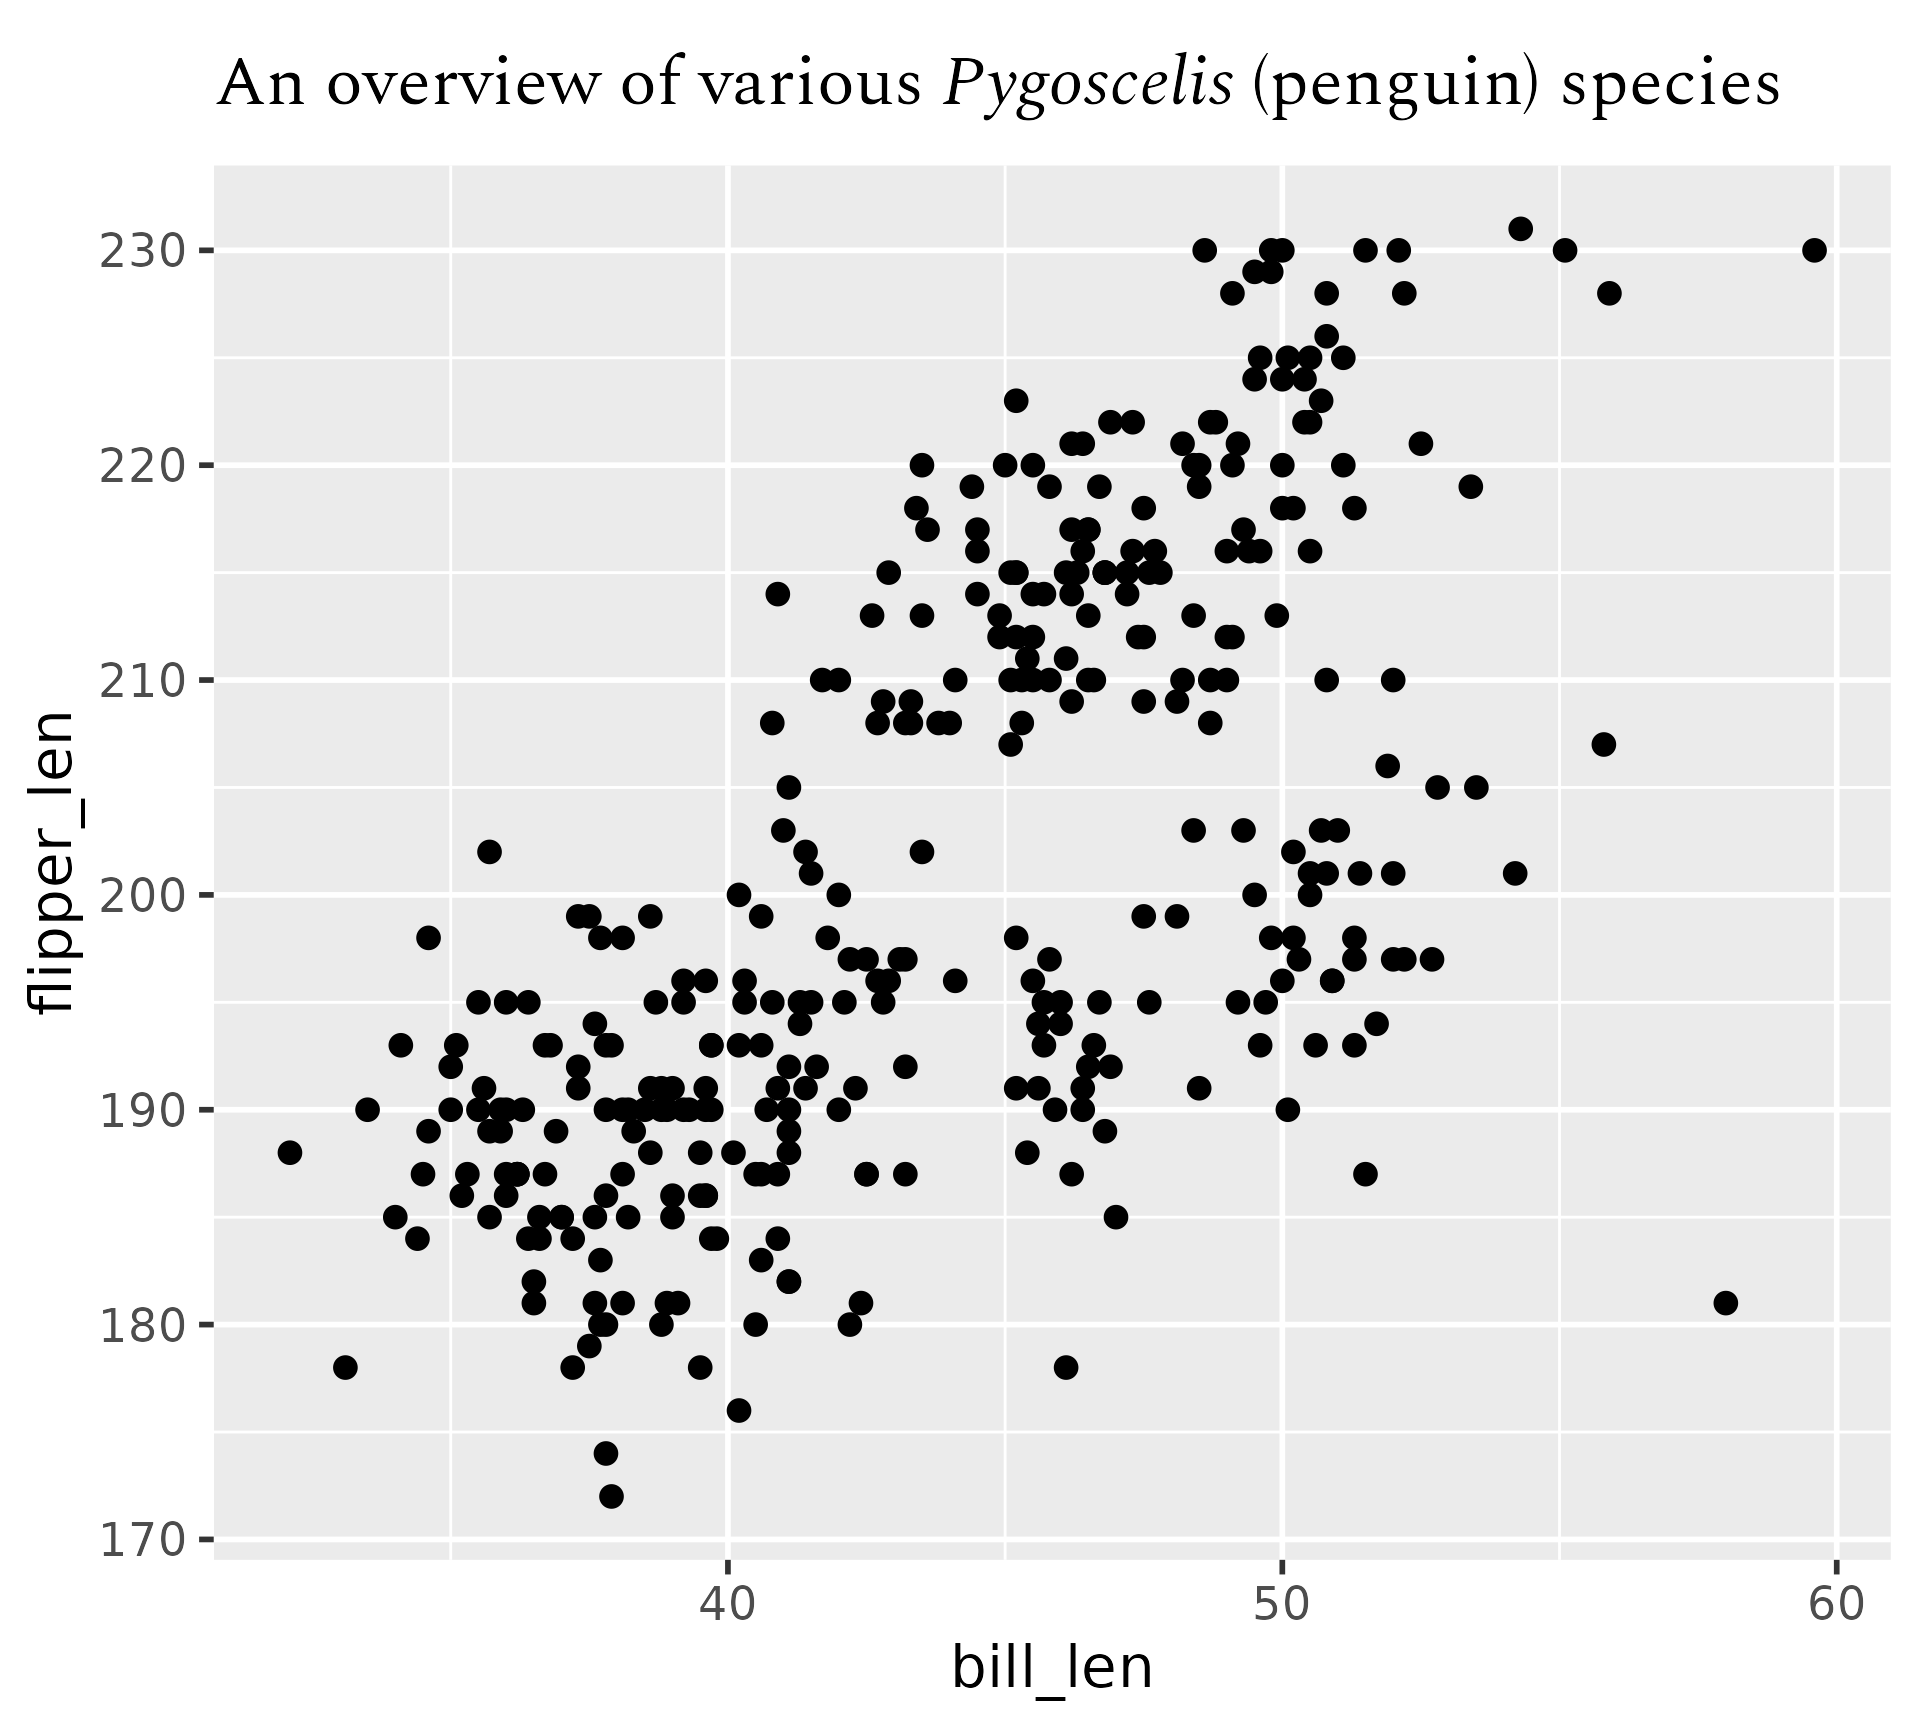 An overview of various Pygoscelis (penguin) species
230
220
210
200
190
180
170
flipper_len
40 50 60
bill_len